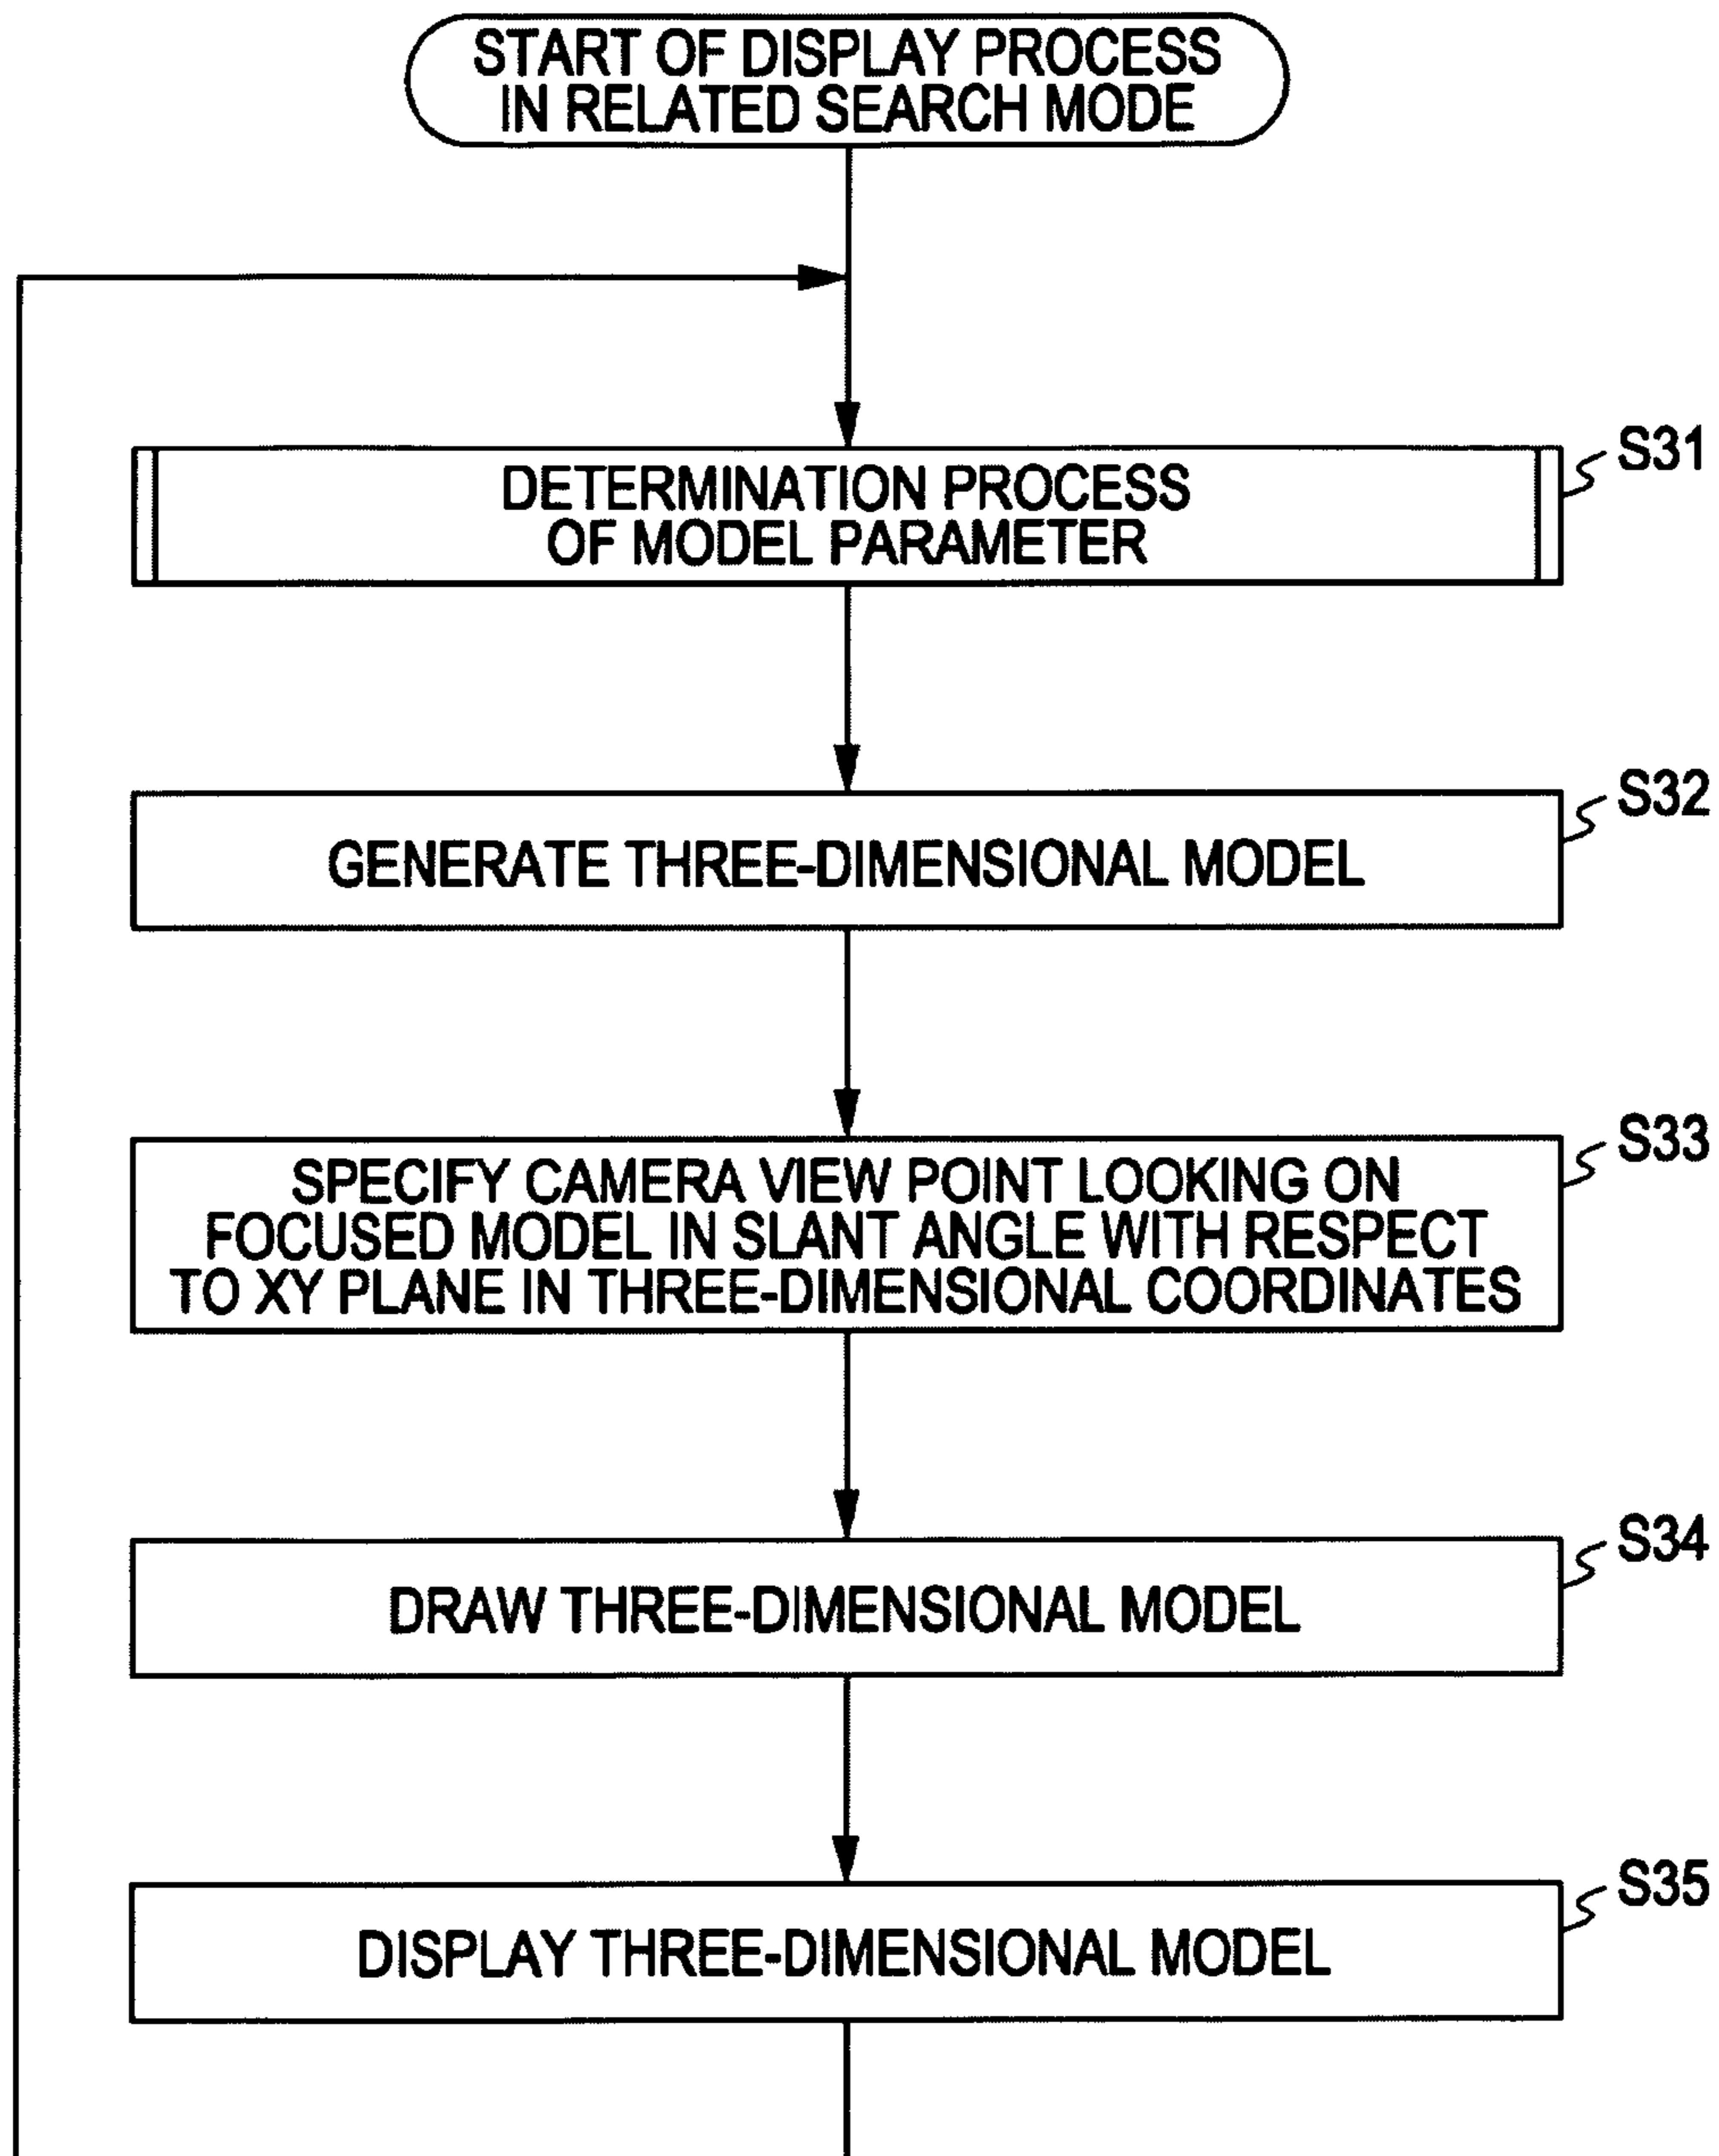 START OF DISPLAY PROCESS
IN RELATED SEARCH MODE
S31
DETERMINATION PROCESS
OF MODEL PARAMETER
S32
GENERATE THREE-DIMENSIONAL MODEL
S33
SPECIFY CAMERA VIEW POINT LOOKING ON
FOCUSED MODEL IN SLANT ANGLE WITH RESPECT
TO XY PLANE IN THREE-DIMENSIONAL COORDINATES
S34
DRAW THREE-DIMENSIONAL MODEL
S35
DISPLAY THREE-DIMENSIONAL MODEL